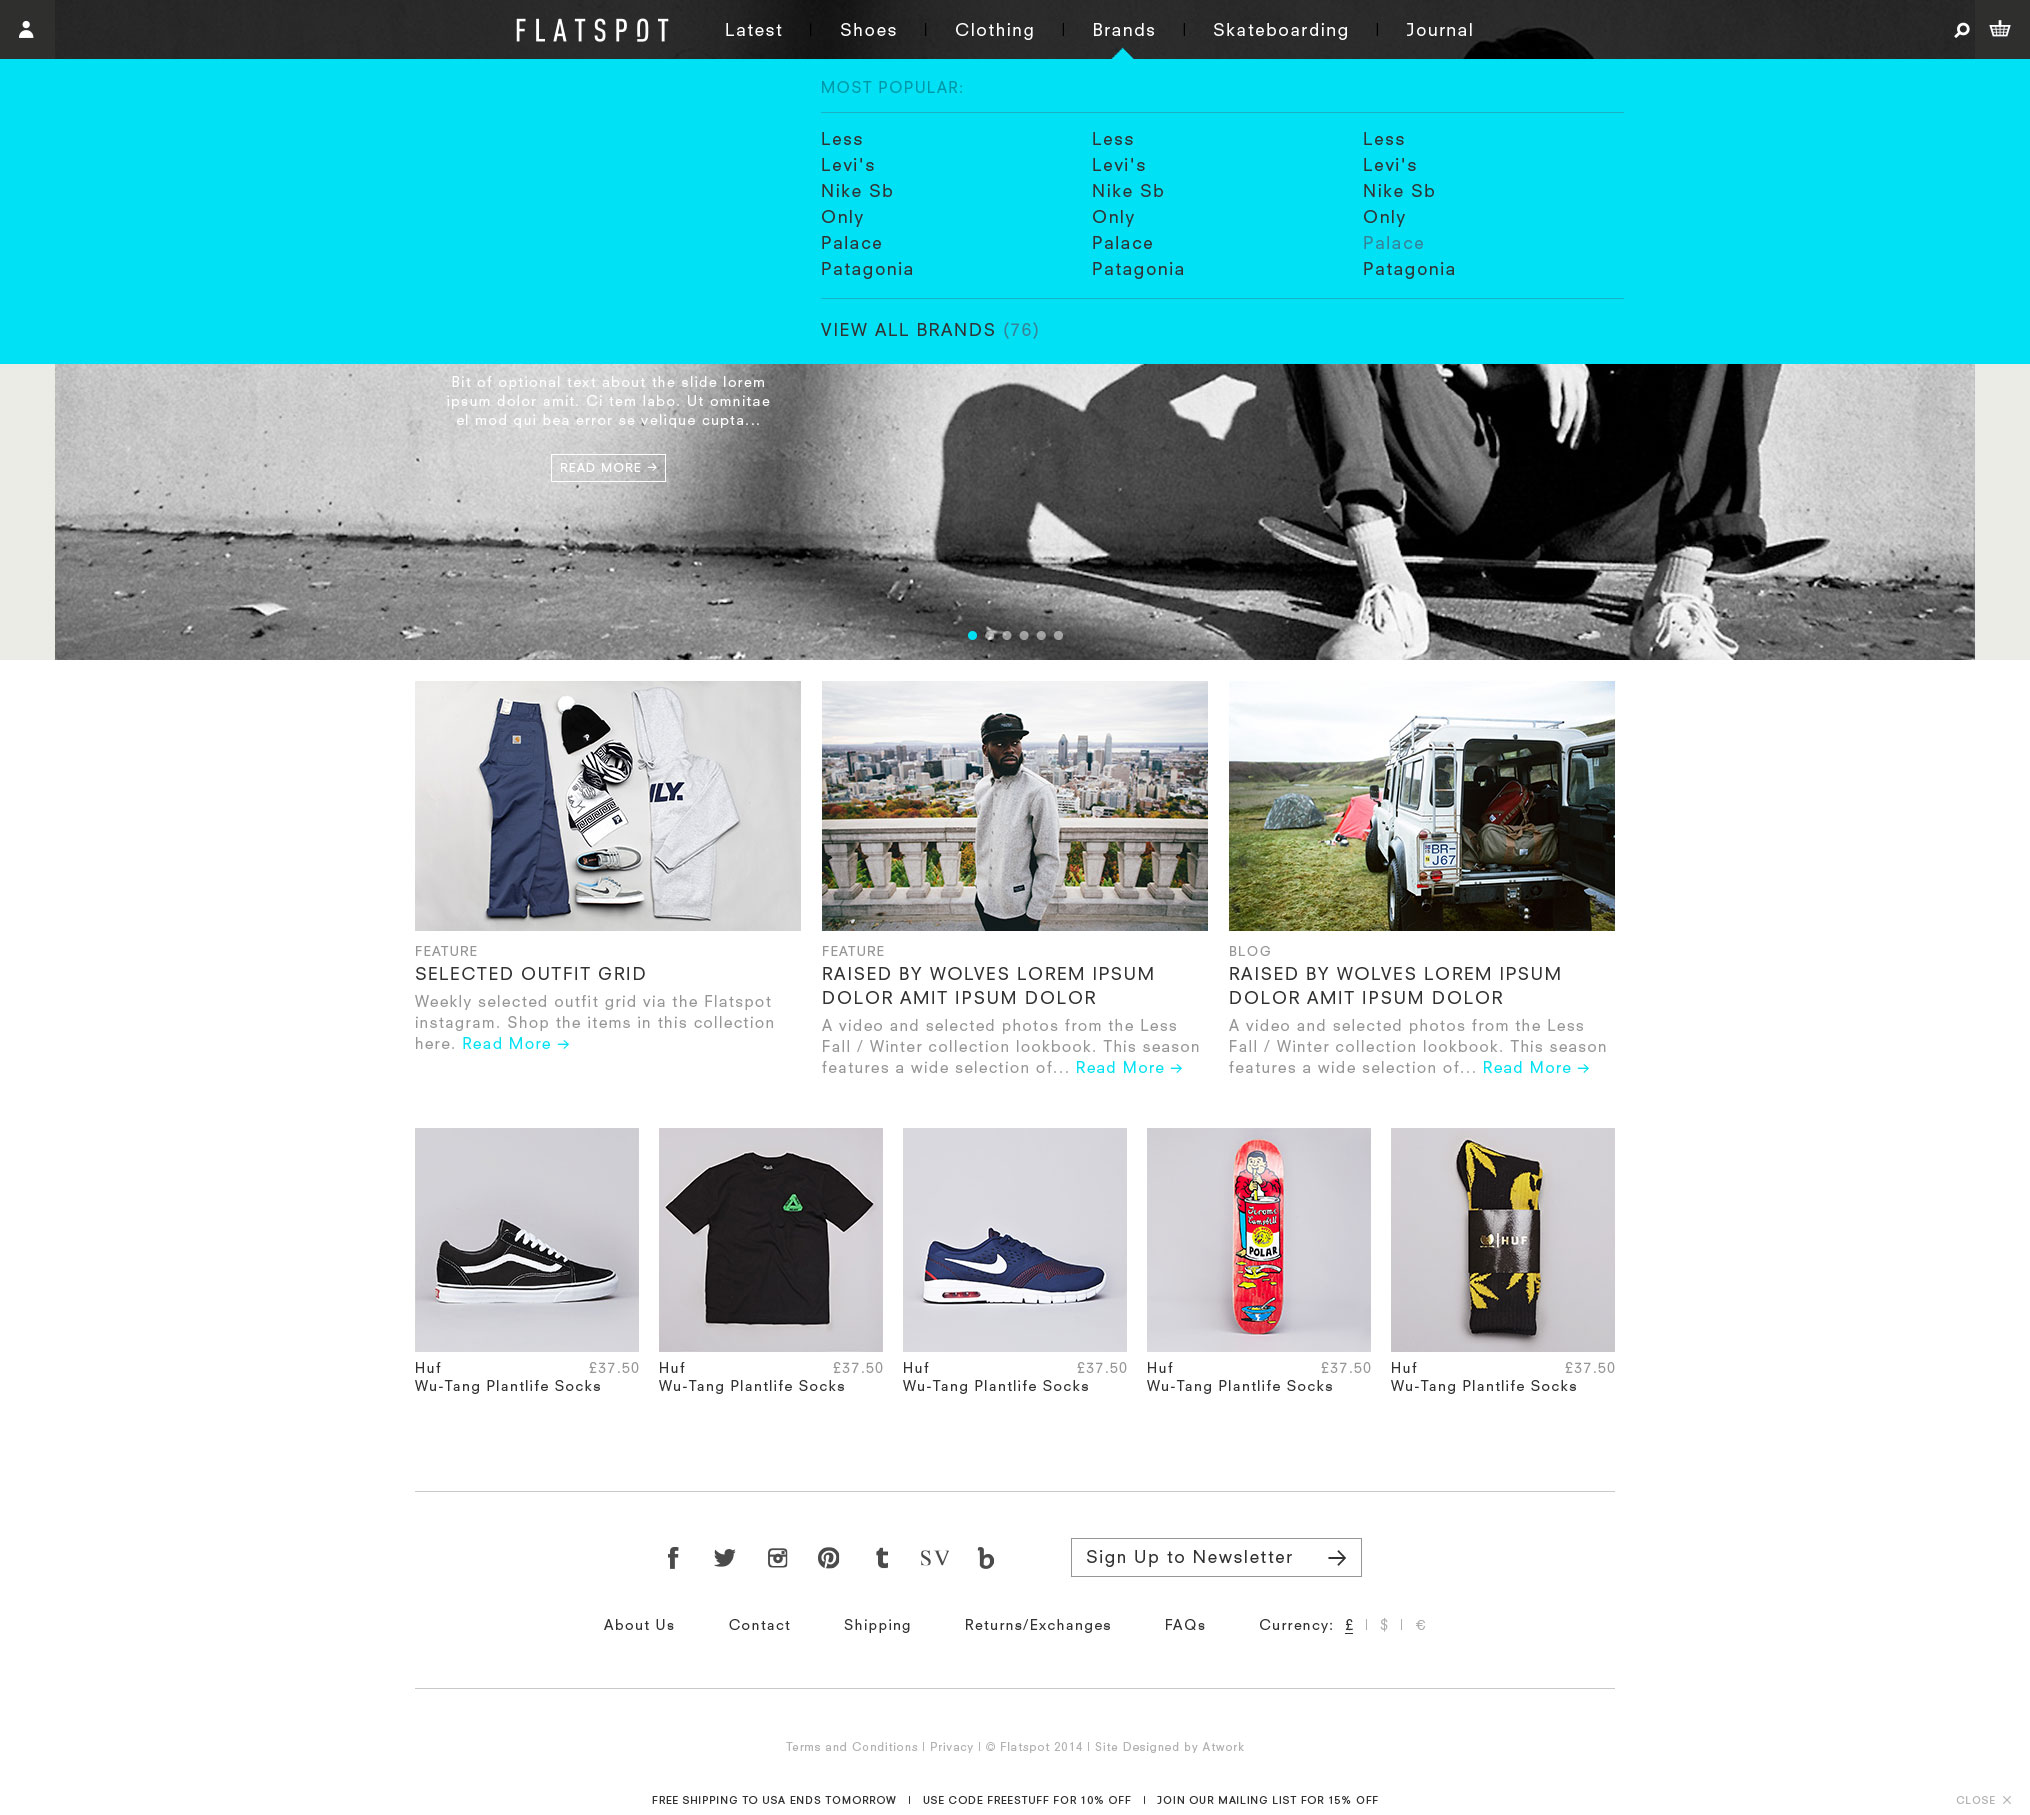 FLATSPOT Latest Shoes Clothing Brands Skateboarding Journal
MOST POPULAR:
Less Less Less
Levi's Levi's Levi's
Nike Sb Nike Sb Nike Sb
Only Only Only
Palace Palace Palace
Patagonia Patagonia Patagonia
VIEW ALL BRANDS (76)
Bit of optional text about the slide lorem
ipsum dolor amit. Ci tem labo. Ut omnitae
el mod qui bea error se velique cupta...
READ MORE →
LY.
BR-
J67
FEATURE
SELECTED OUTFIT GRID
Weekly selected outfit grid via the Flatspot
instagram. Shop the items in this collection
here. Read More →
FEATURE
RAISED BY WOLVES LOREM IPSUM
DOLOR AMIT IPSUM DOLOR
A video and selected photos from the Less
Fall / Winter collection lookbook. This season
features a wide selection of... Read More →
BLOG
RAISED BY WOLVES LOREM IPSUM
DOLOR AMIT IPSUM DOLOR
A video and selected photos from the Less
Fall / Winter collection lookbook. This season
features a wide selection of... Read More →
POLAR
HUF
Huf £37.50
Wu-Tang Plantlife Socks
Huf £37.50
Wu-Tang Plantlife Socks
Huf £37.50
Wu-Tang Plantlife Socks
Huf £37.50
Wu-Tang Plantlife Socks
Huf £37.50
Wu-Tang Plantlife Socks
SV
Sign Up to Newsletter →
About Us Contact Shipping Returns/Exchanges FAQs Currency: £ | $ | €
Terms and Conditions | Privacy | © Flatspot 2014 | Site Designed by Atwork
FREE SHIPPING TO USA ENDS TOMORROW | USE CODE FREESTUFF FOR 10% OFF | JOIN OUR MAILING LIST FOR 15% OFF
CLOSE ×